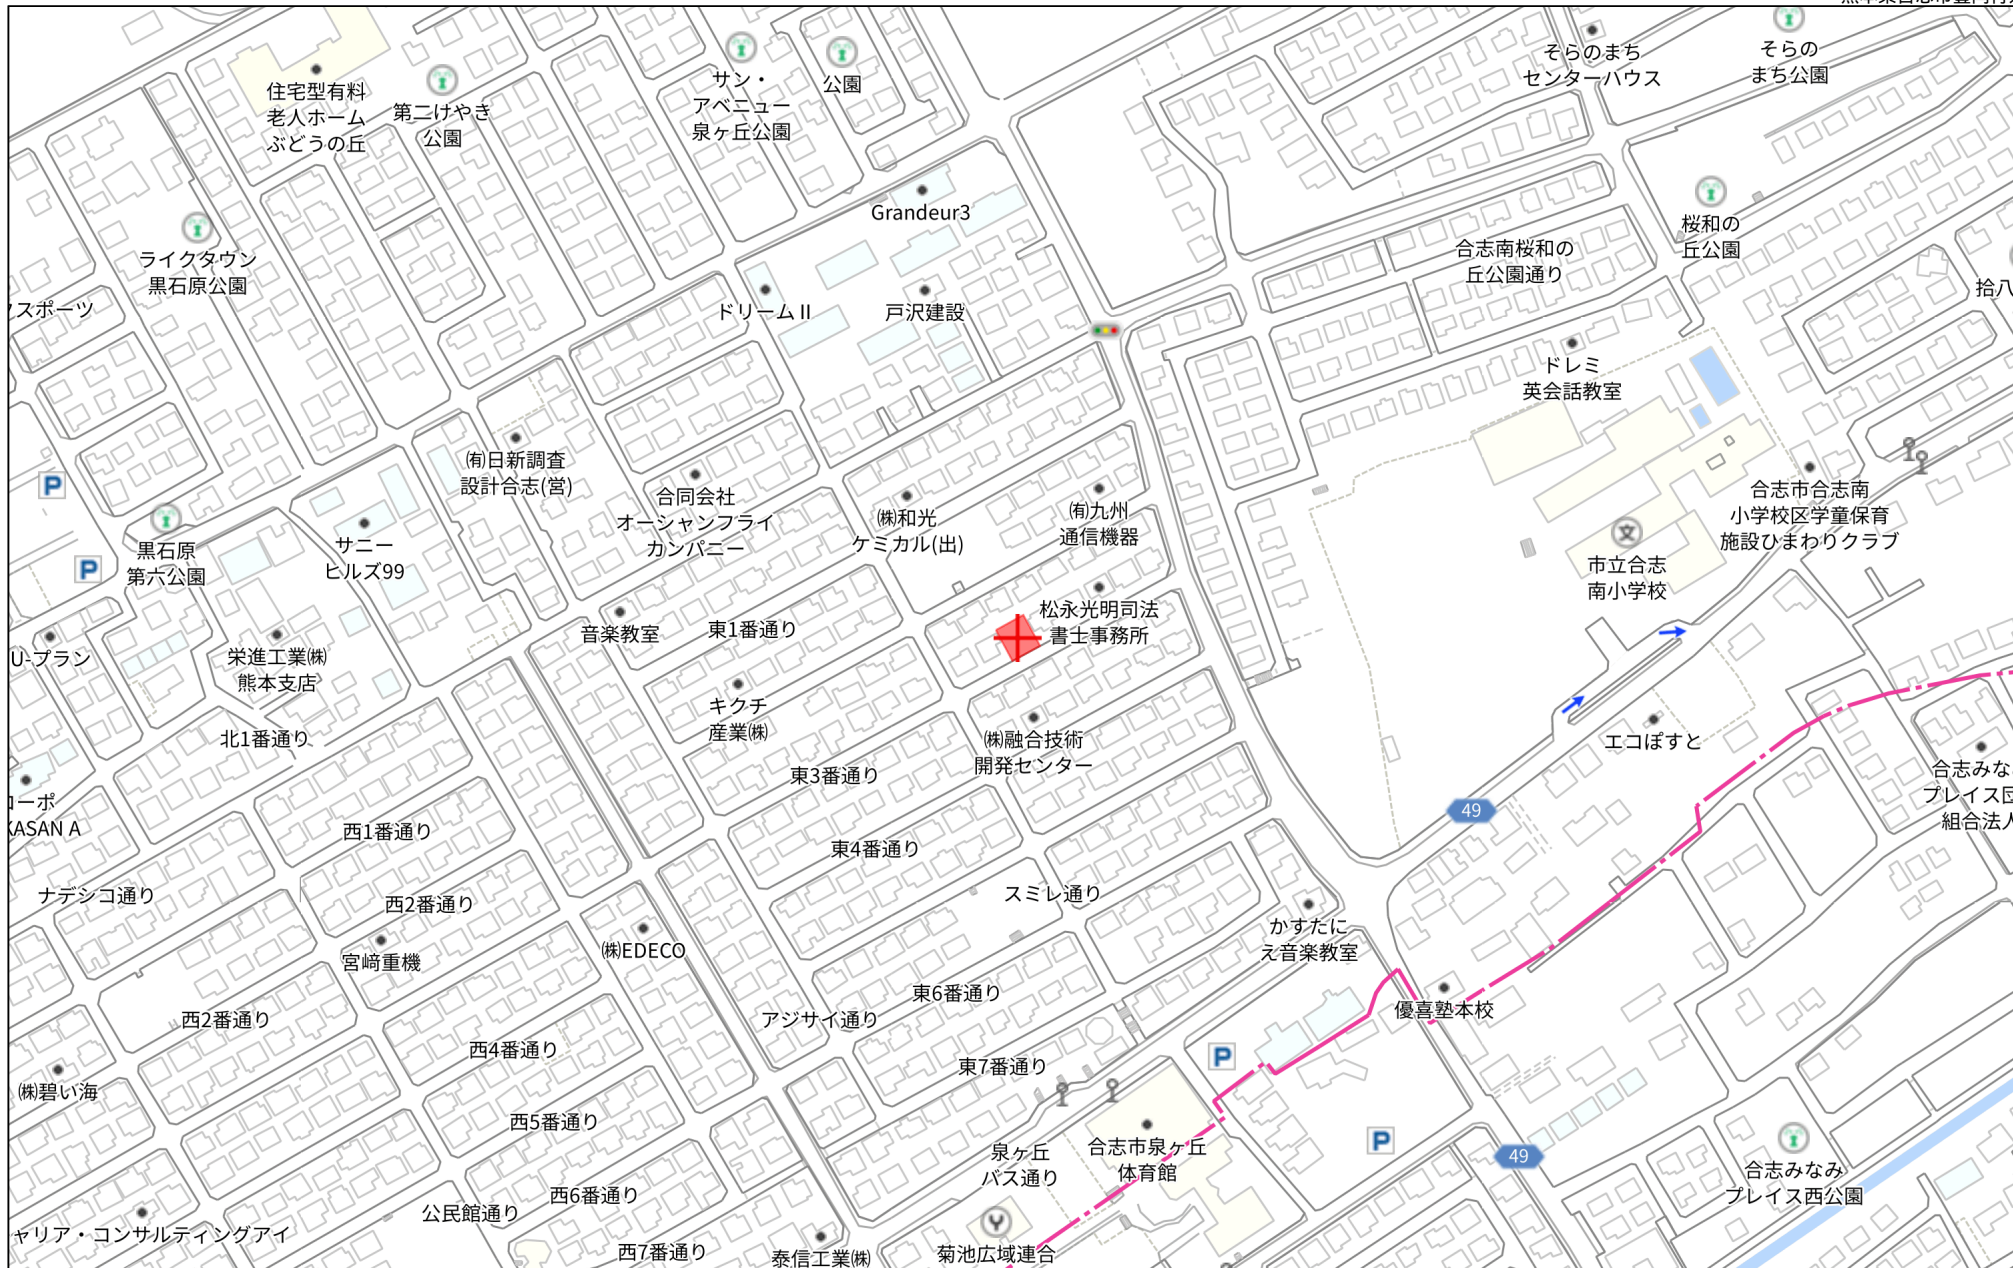 住宅型有料
老人ホーム
ぶどうの丘
第二けやき
公園
サン・
アベニュー
泉ヶ丘公園
公園
そらのまち
センターハウス
そらの
まち公園
Grandeur3
桜和の
丘公園
合志南桜和の
丘公園通り
ライクタウン
黒石原公園
スポーツ
ドリームⅡ
戸沢建設
拾八
ドレミ
英会話教室
㈲日新調査
設計合志(営)
合同会社
オーシャンフライ
カンパニー
㈱和光
ケミカル(出)
㈲九州
通信機器
合志市合志南
小学校区学童保育
施設ひまわりクラブ
P
サニー
ヒルズ99
黒石原
第六公園
P
文
市立合志
南小学校
松永光明司法
書士事務所
音楽教室
東1番通り
U-プラン
栄進工業㈱
熊本支店
キクチ
産業㈱
北1番通り
㈱融合技術
開発センター
エコぽすと
東3番通り
合志みな
プレイス団
組合法人
ーポ
KASAN A
49
西1番通り
東4番通り
ナデシコ通り
西2番通り
スミレ通り
かすたに
え音楽教室
㈱EDECO
宮﨑重機
東6番通り
優喜塾本校
西2番通り
アジサイ通り
西4番通り
P
東7番通り
㈱碧い海
西5番通り
合志市泉ヶ丘
体育館
泉ヶ丘
バス通り
P
49
合志みなみ
プレイス西公園
西6番通り
公民館通り
ャリア・コンサルティングアイ
西7番通り
泰信工業㈱
菊池広域連合